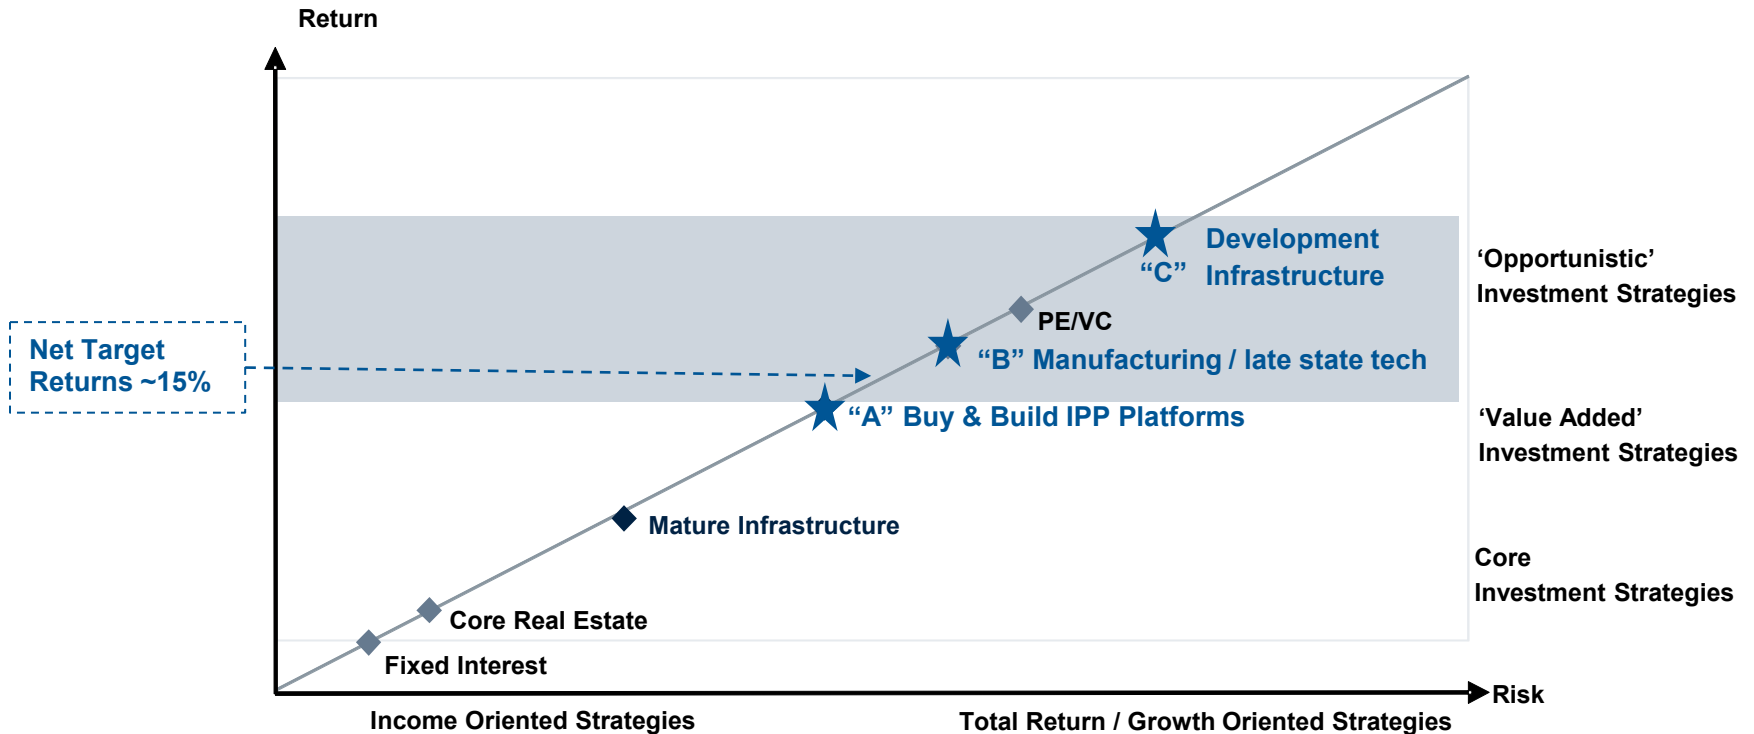 Return
Development
“C” Infrastructure
‘Opportunistic’
Investment Strategies
PE/VC
Net Target
Returns ~15%
“B” Manufacturing / late state tech
“A” Buy & Build IPP Platforms
‘Value Added’
Investment Strategies
Mature Infrastructure
Core
Investment Strategies
Core Real Estate
Fixed Interest
Risk
Income Oriented Strategies
Total Return / Growth Oriented Strategies